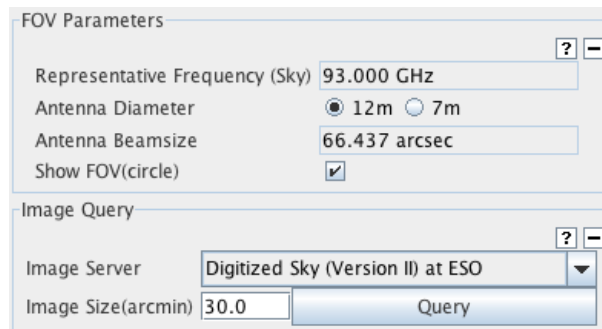 FOV Parameters
? −
Representative Frequency (Sky) 93.000 GHz
Antenna Diameter 12m 7m
Antenna Beamsize 66.437 arcsec
Show FOV(circle)
Image Query
? −
Image Server Digitized Sky (Version II) at ESO
Image Size(arcmin) 30.0 Query